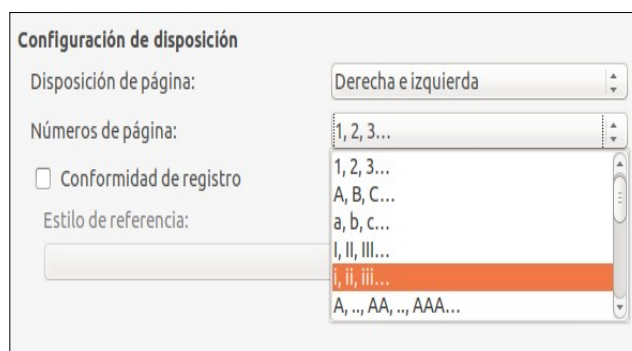 Configuración de disposición
Disposición de página: Derecha e izquierda
Números de página: 1, 2, 3...
1, 2, 3...
Conformidad de registro
A, B, C...
a, b, c...
Estilo de referencia:
I, II, III...
i, ii, iii...
A, .., AA, .., AAA...